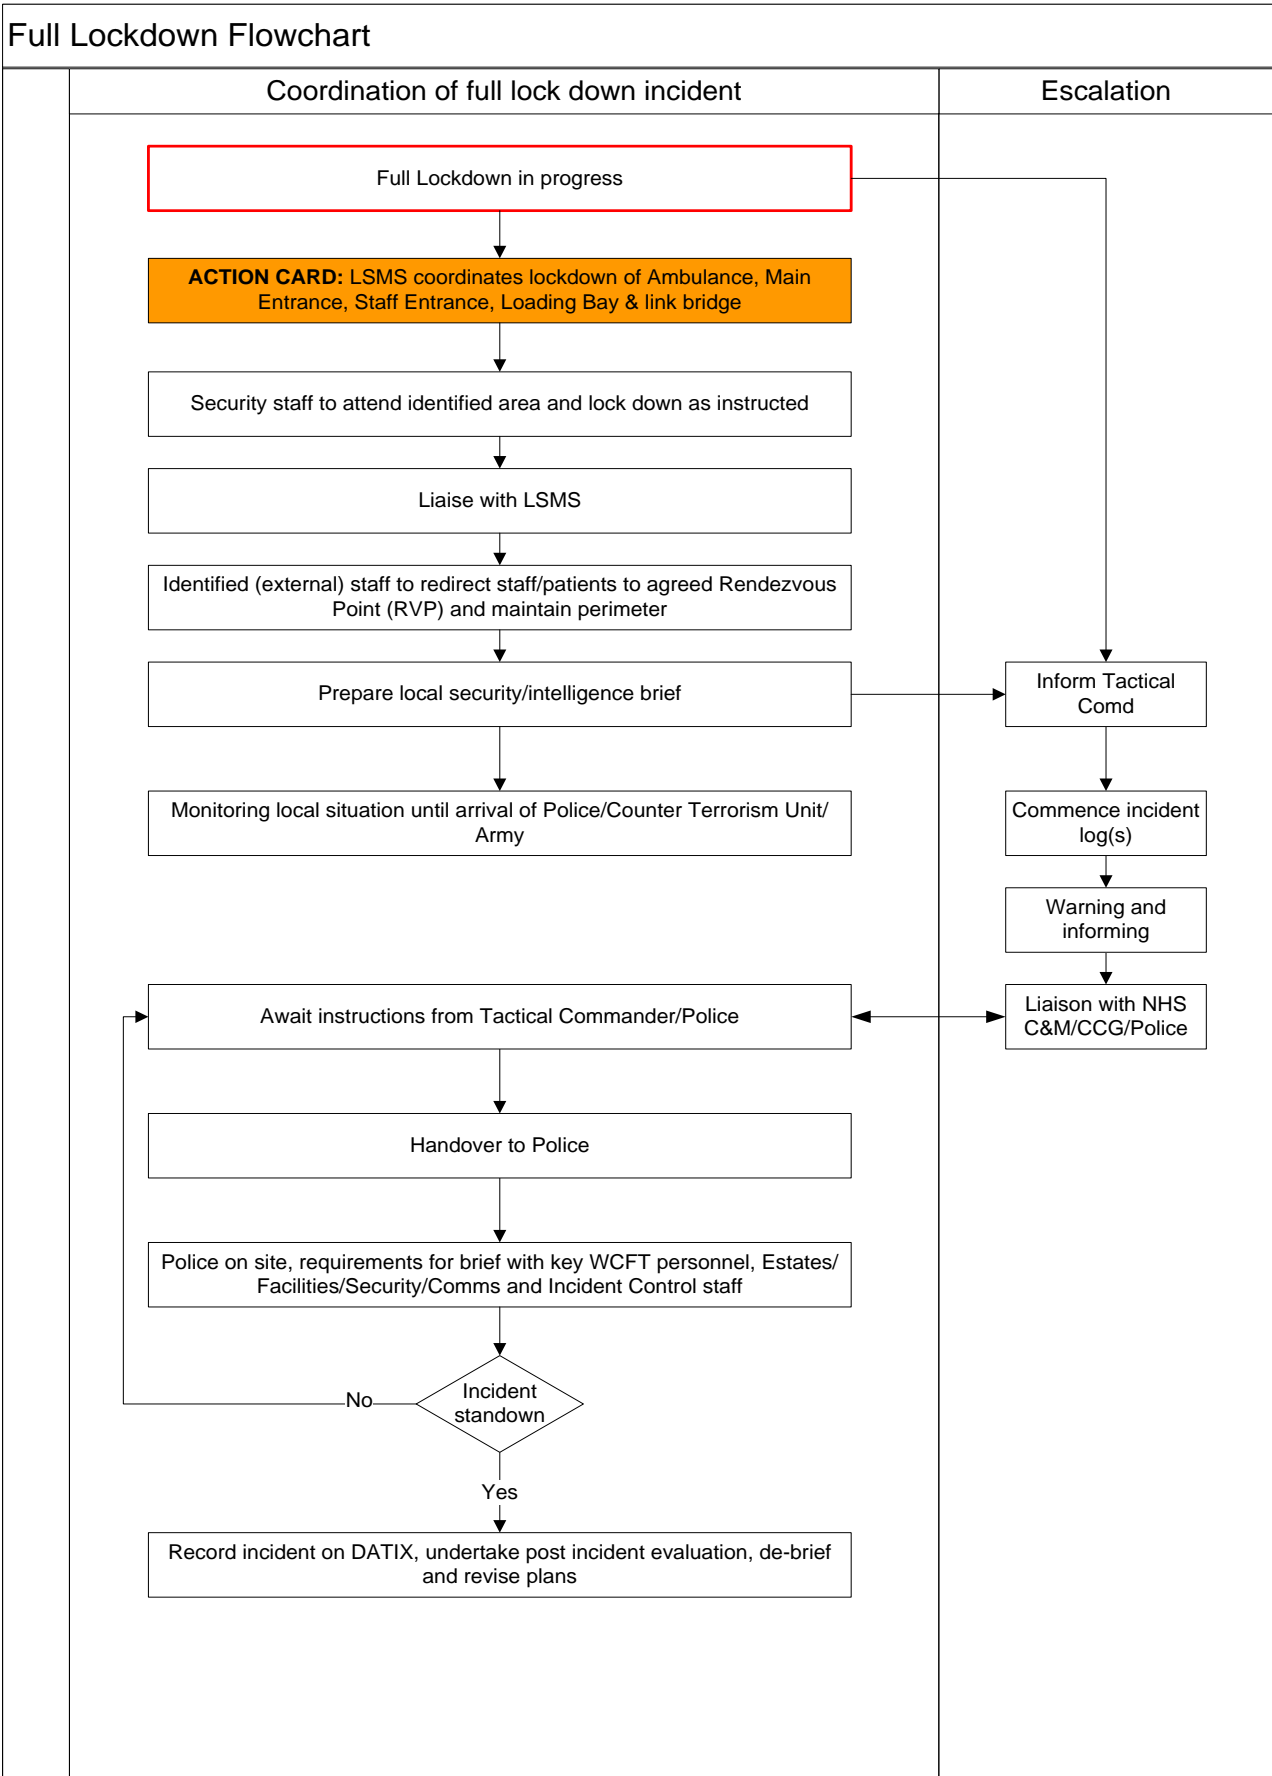 Full Lockdown Flowchart
Coordination of full lock down incident
Escalation
Full Lockdown in progress
ACTION CARD: LSMS coordinates lockdown of Ambulance, Main
Entrance, Staff Entrance, Loading Bay & link bridge
Security staff to attend identified area and lock down as instructed
Liaise with LSMS
Identified (external) staff to redirect staff/patients to agreed Rendezvous
Point (RVP) and maintain perimeter
Prepare local security/intelligence brief
Inform Tactical
Comd
Monitoring local situation until arrival of Police/Counter Terrorism Unit/
Army
Commence incident
log(s)
Warning and
informing
Await instructions from Tactical Commander/Police
Liaison with NHS
C&M/CCG/Police
Handover to Police
Police on site, requirements for brief with key WCFT personnel, Estates/
Facilities/Security/Comms and Incident Control staff
Incident
standown
No
Yes
Record incident on DATIX, undertake post incident evaluation, de-brief
and revise plans